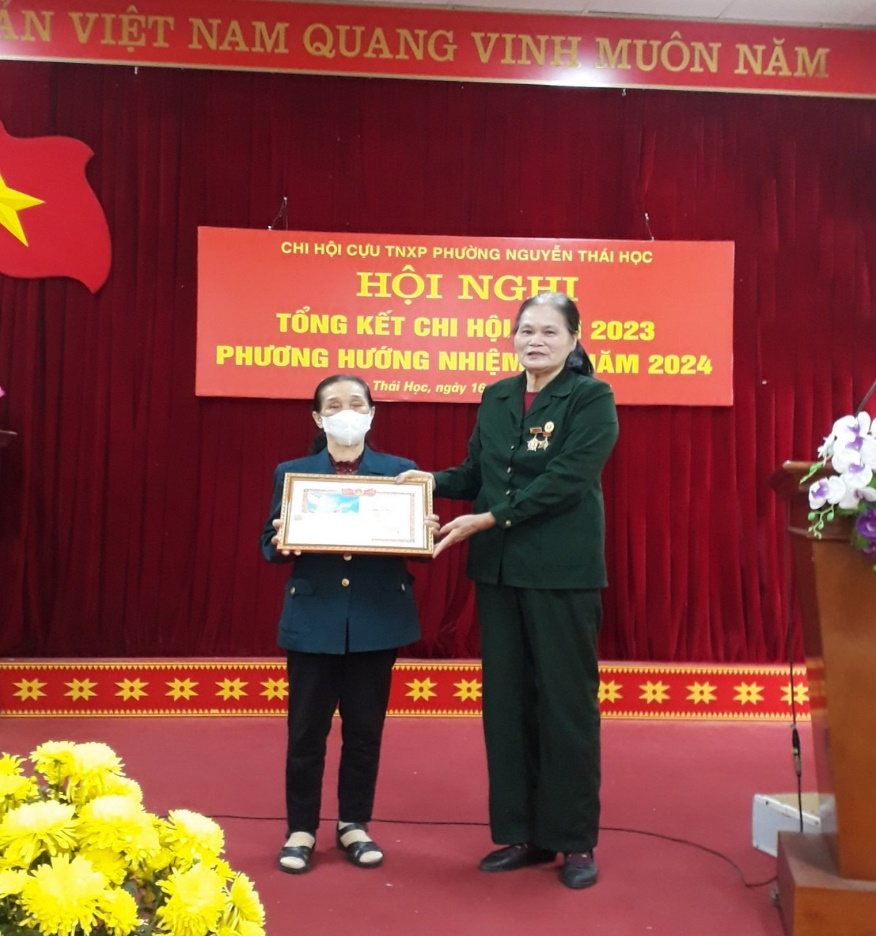 VIỆT NAM QUANG VINH MUÔN NĂM
CHI HỘI CỰU TNXP PHƯỜNG NGUYỄN THÁI HỌC
HỘI NGHỊ
TỔNG KẾT CHI HỘI 2023
PHƯƠNG HƯỚNG NHIỆM NĂM 2024
Thái Học, ngày 16